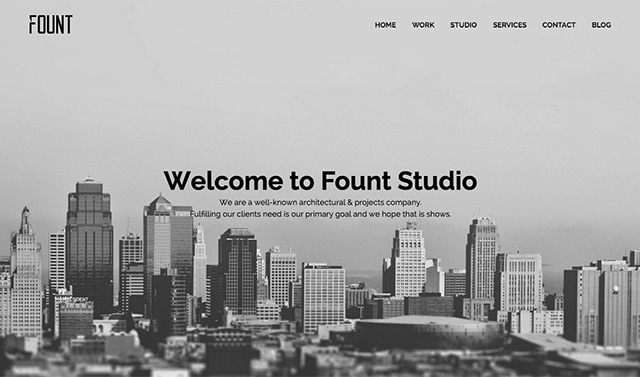 FOUNT
HOME WORK STUDIO SERVICES CONTACT BLOG
Welcome to Fount Studio
We are a well-known architectural & projects company.
Fulfilling our clients need is our primary goal and we hope that is shows.